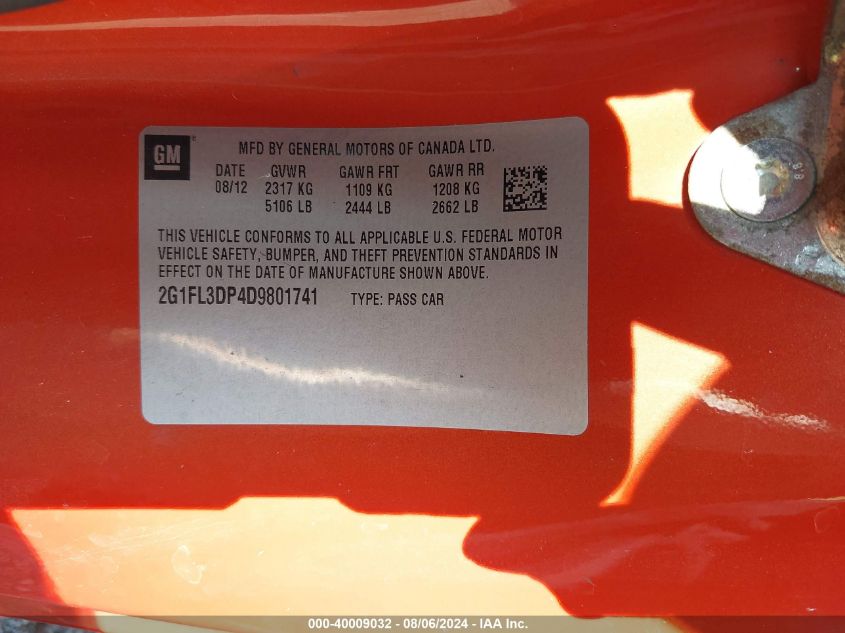 GM
MFD BY GENERAL MOTORS OF CANADA LTD.
DATE GVWR GAWR FRT GAWR RR
08/12 2317 KG 1109 KG 1208 KG
5106 LB 2444 LB 2662 LB
THIS VEHICLE CONFORMS TO ALL APPLICABLE U.S. FEDERAL MOTOR
VEHICLE SAFETY, BUMPER, AND THEFT PREVENTION STANDARDS IN
EFFECT ON THE DATE OF MANUFACTURE SHOWN ABOVE.
2G1FL3DP4D9801741 TYPE: PASS CAR
8.8
000-40009032 - 08/06/2024 - IAA Inc.